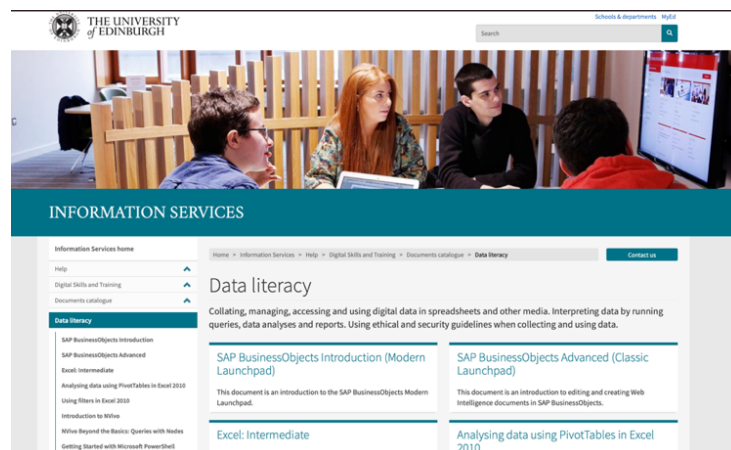 THE UNIVERSITY
of EDINBURGH
Schools & departments MyEd
Search
INFORMATION SERVICES
Information Services home
Help
Digital Skills and Training
Documents catalogue
Data literacy
SAP BusinessObjects Introduction
SAP BusinessObjects Advanced
Excel: Intermediate
Analysing data using PivotTables in Excel 2010
Using filters in Excel 2010
Introduction to NVivo
NVivo Beyond the Basics: Queries with Nodes
Getting Started with Microsoft PowerShell
Home > Information Services > Help > Digital Skills and Training > Documents catalogue > Data literacy
Contact us
Data literacy
Collating, managing, accessing and using digital data in spreadsheets and other media. Interpreting data by running
queries, data analyses and reports. Using ethical and security guidelines when collecting and using data.
SAP BusinessObjects Introduction (Modern
Launchpad)
This document is an introduction to the SAP BusinessObjects Modern
Launchpad.
SAP BusinessObjects Advanced (Classic
Launchpad)
This document is an introduction to editing and creating Web
Intelligence documents in SAP BusinessObjects.
Excel: Intermediate
Analysing data using PivotTables in Excel
2010